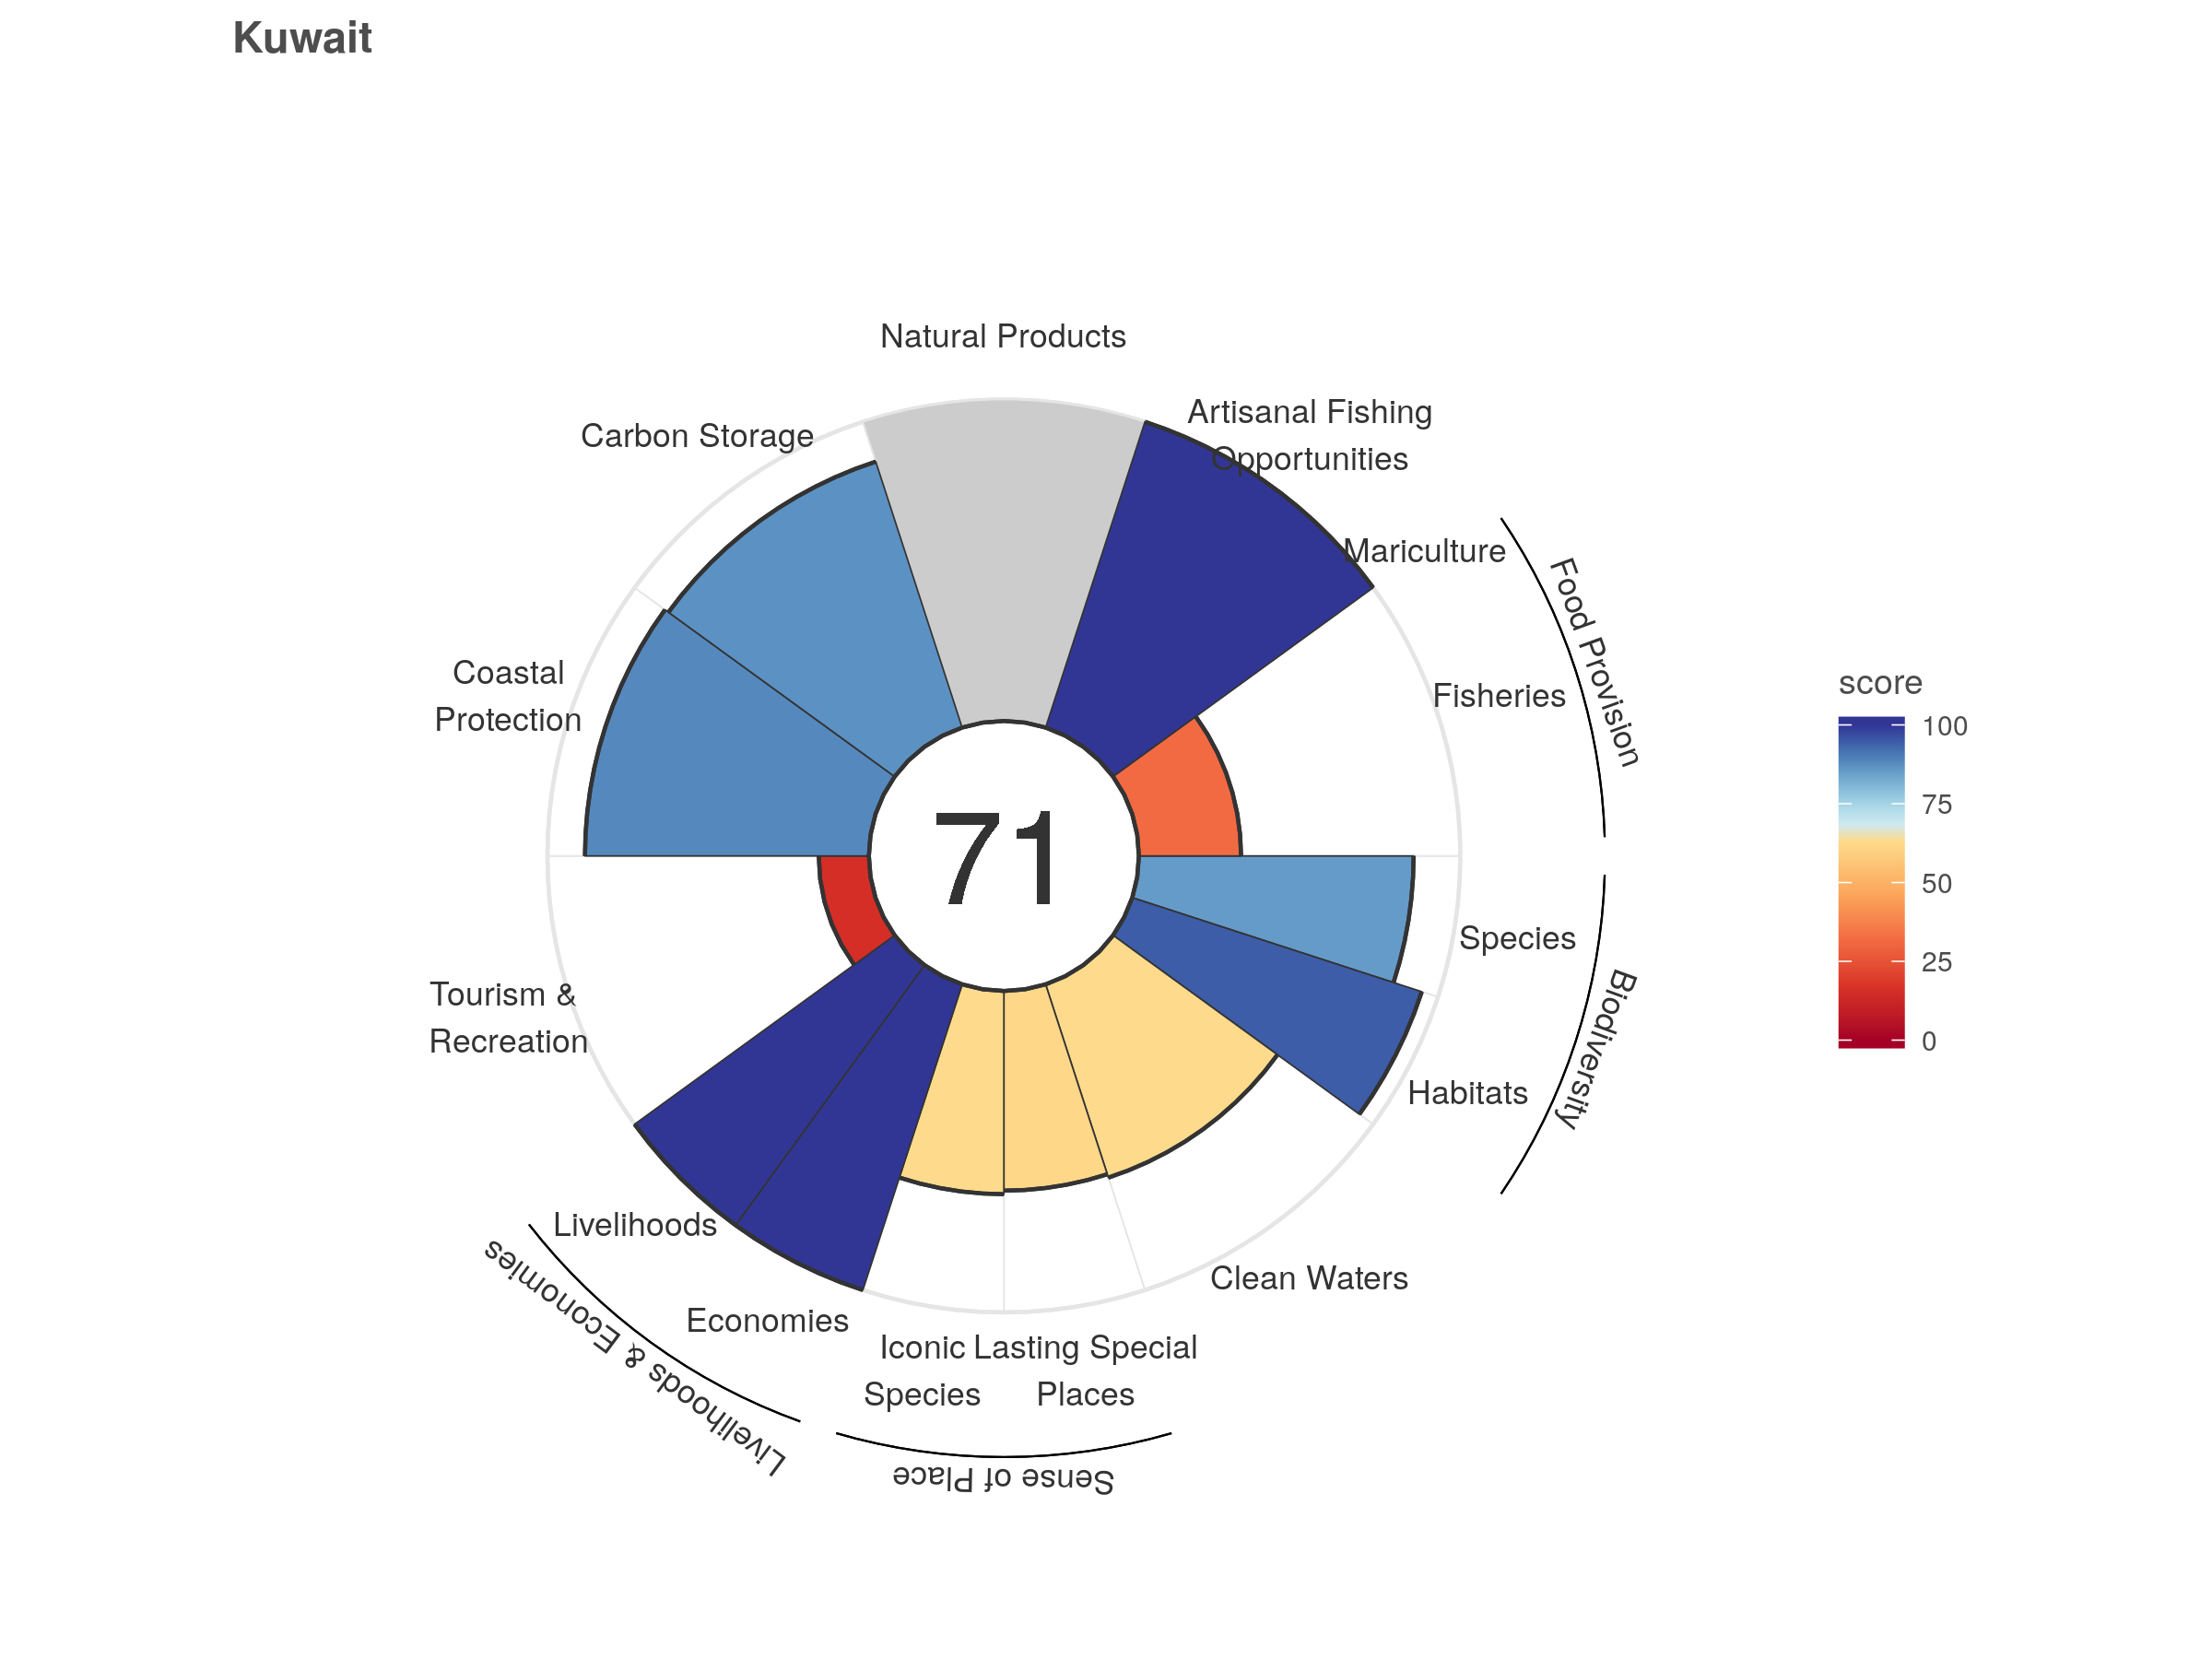 Kuwait
Natural Products
Artisanal Fishing
Opportunities
Carbon Storage
Mariculture
Food Provision
Fisheries
Coastal
Protection
score
100
75
50
25
0
71
Species
Biodiversity
Tourism &
Recreation
Habitats
Livelihoods
Clean Waters
Economies
Livelihoods & Economies
Iconic
Species
Lasting Special
Places
Sense of Place